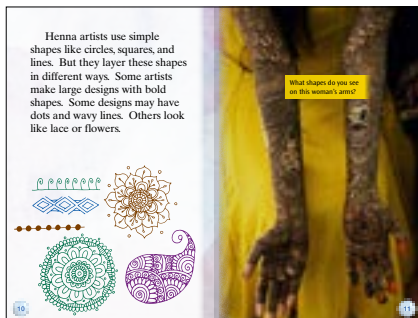 Henna artists use simple
shapes like circles, squares, and
lines. But they layer these shapes
in different ways. Some artists
make large designs with bold
shapes. Some designs may have
dots and wavy lines. Others look
like lace or flowers.
What shapes do you see
on this woman's arms?
10
11